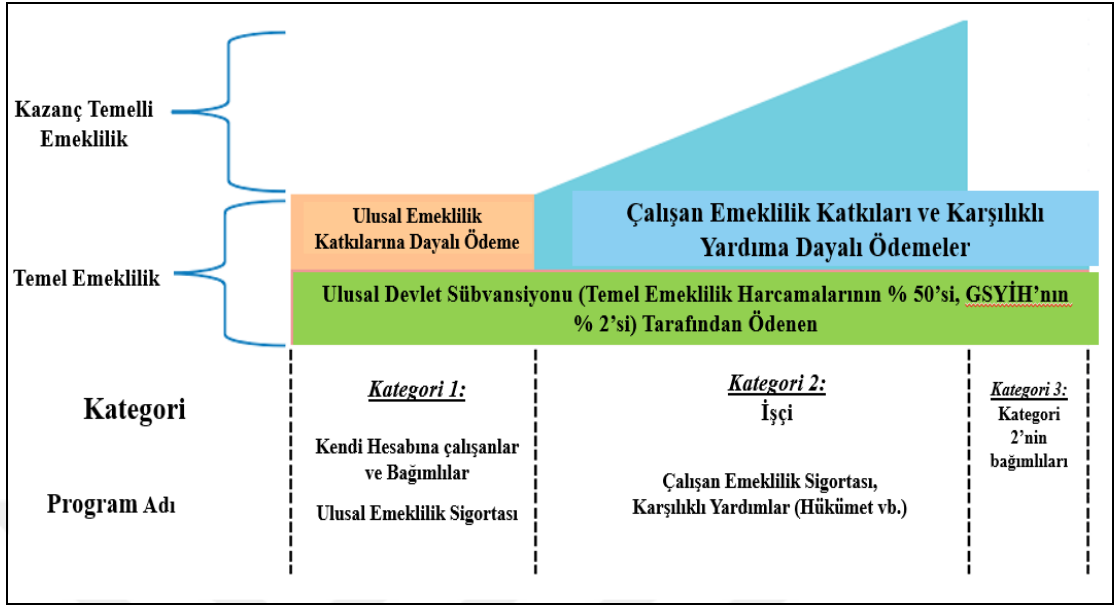 Kazanç Temelli
Emeklilik
Temel Emeklilik
Ulusal Emeklilik
Katkılarına Dayalı Ödeme
Çalışan Emeklilik Katkıları ve Karşılıklı
Yardıma Dayalı Ödemeler
Ulusal Devlet Sübvansiyonu (Temel Emeklilik Harcamalarının % 50’si, GSYİH’nın
% 2’si) Tarafından Ödenen
Kategori
Kategori 1:
Kendi Hesabına çalışanlar
ve Bağımlılar
Kategori 2:
İşçi
Kategori 3:
Kategori
2’nin
bağımlıları
Program Adı
Ulusal Emeklilik Sigortası
Çalışan Emeklilik Sigortası,
Karşılıklı Yardımlar (Hükümet vb.)